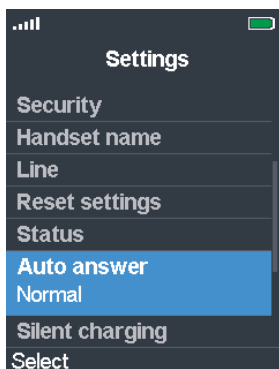 Settings
Security
Handset name
Line
Reset settings
Status
Auto answer
Normal
Silent charging
Select